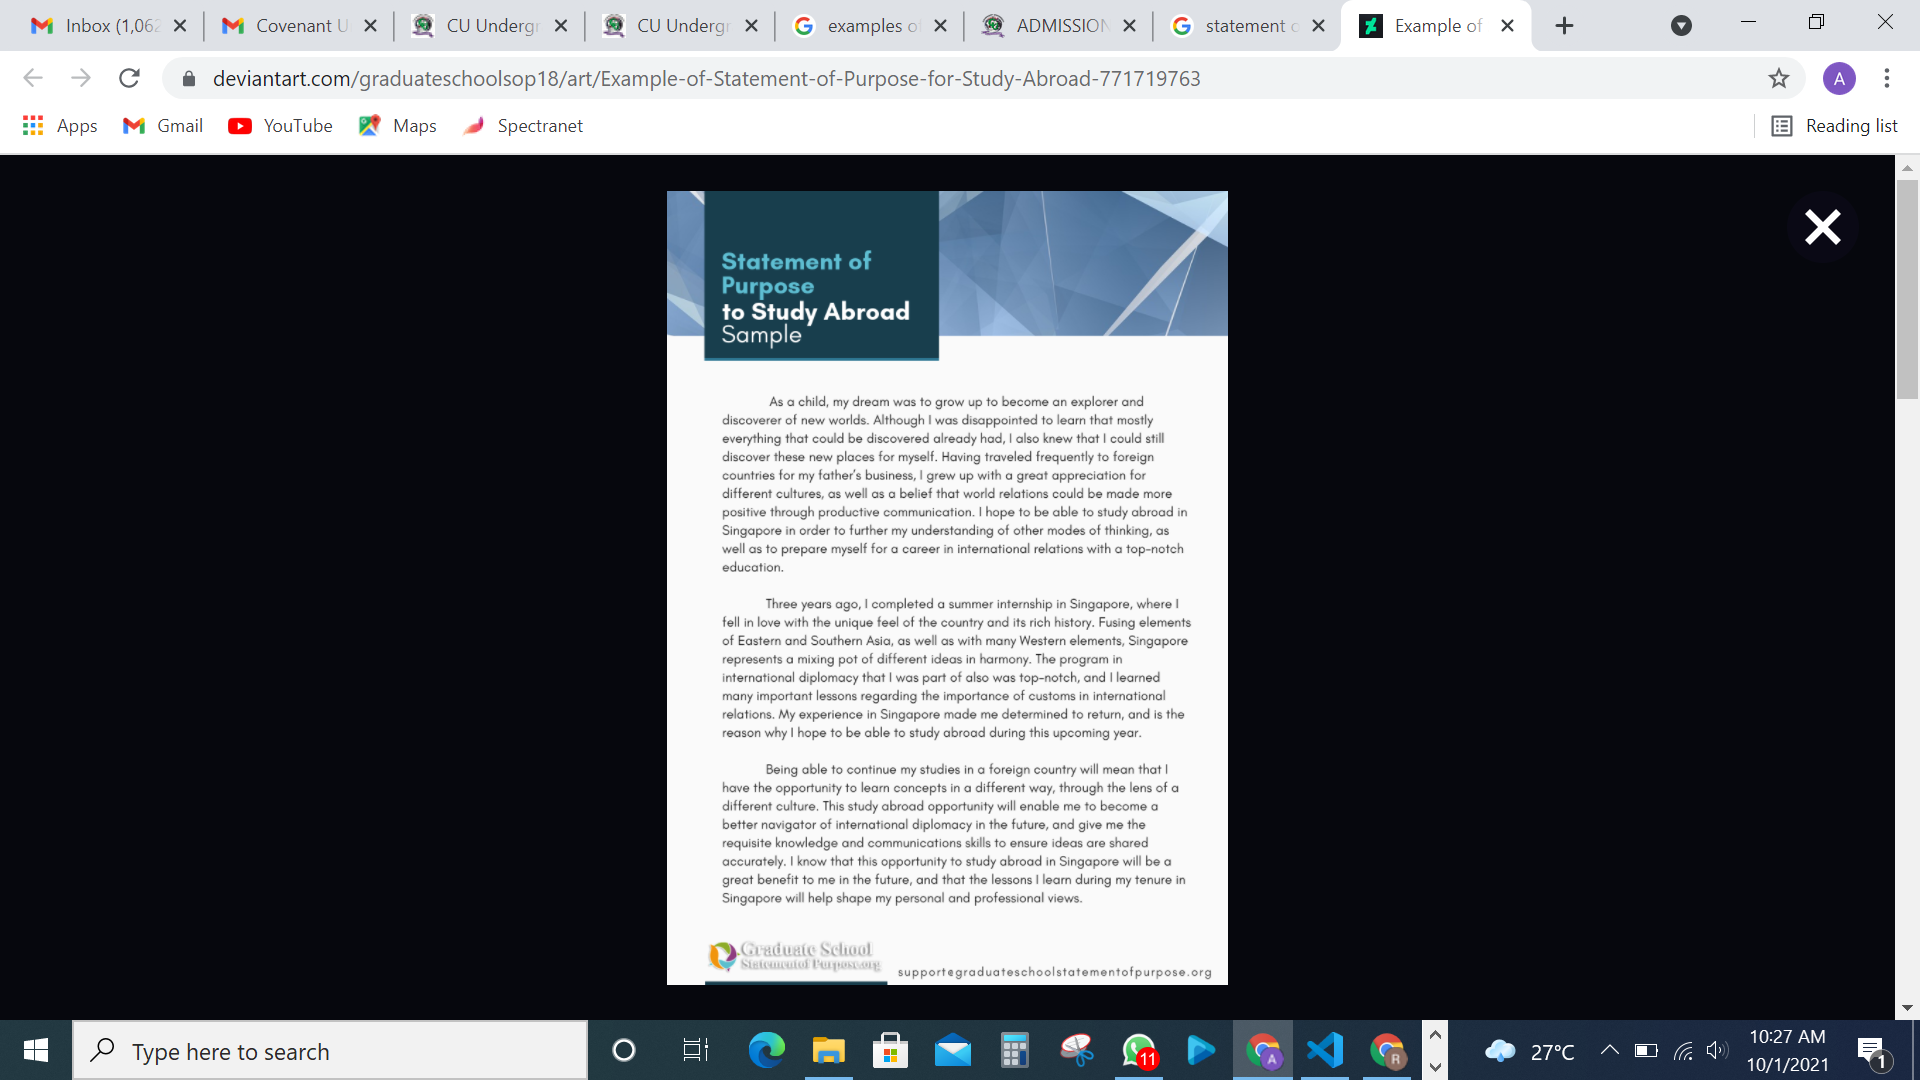 Inbox (1,062
Covenant U
CU Undergr
CU Undergr
examples of
ADMISSION
statement o
Example of
deviantart.com/graduateschoolsop18/art/Example-of-Statement-of-Purpose-for-Study-Abroad-771719763
A
Apps
Gmail
YouTube
Maps
Spectranet
Reading list
Statement of
Purpose
to Study Abroad
Sample
As a child, my dream was to grow up to become an explorer and
discoverer of new worlds. Although I was disappointed to learn that mostly
everything that could be discovered already had, I also knew that I could still
discover these new places for myself. Having traveled frequently to foreign
countries for my father's business, I grew up with a great appreciation for
different cultures, as well as a belief that world relations could be made more
positive through productive communication. I hope to be able to study abroad in
Singapore in order to further my understanding of other modes of thinking, as
well as to prepare myself for a career in international relations with a top-notch
education.
Three years ago, I completed a summer internship in Singapore, where I
fell in love with the unique feel of the country and its rich history. Fusing elements
of Eastern and Southern Asia, as well as with many Western elements, Singapore
represents a mixing pot of different ideas in harmony. The program in
international diplomacy that I was part of also was top-notch, and I learned
many important lessons regarding the importance of customs in international
relations. My experience in Singapore made me determined to return, and is the
reason why I hope to be able to study abroad during this upcoming year.
Being able to continue my studies in a foreign country will mean that I
have the opportunity to learn concepts in a different way, through the lens of a
different culture. This study abroad opportunity will enable me to become a
better navigator of international diplomacy in the future, and give me the
requisite knowledge and communications skills to ensure ideas are shared
accurately. I know that this opportunity to study abroad in Singapore will be a
great benefit to me in the future, and that the lessons I learn during my tenure in
Singapore will help shape my personal and professional views.
Graduate School
StatementofPurpose.org
support@graduateschoolstatementofpurpose.org
Type here to search
11
A
R
27°C
10:27 AM
10/1/2021
1